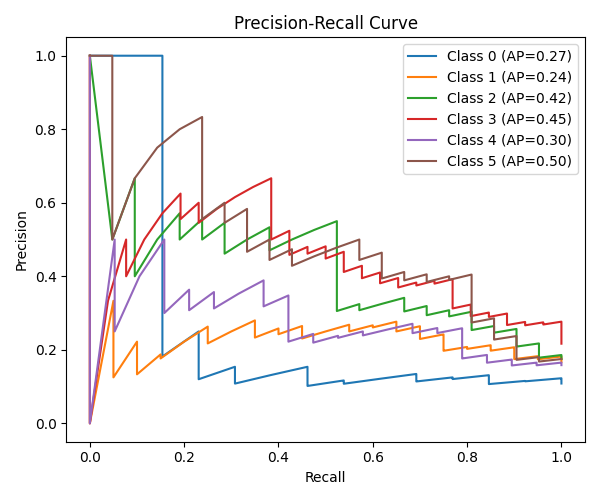 Precision-Recall Curve
1.0
0.8
0.6
0.4
0.2
0.0
Precision
0.0 0.2 0.4 0.6 0.8 1.0
Recall
Class 0 (AP=0.27)
Class 1 (AP=0.24)
Class 2 (AP=0.42)
Class 3 (AP=0.45)
Class 4 (AP=0.30)
Class 5 (AP=0.50)